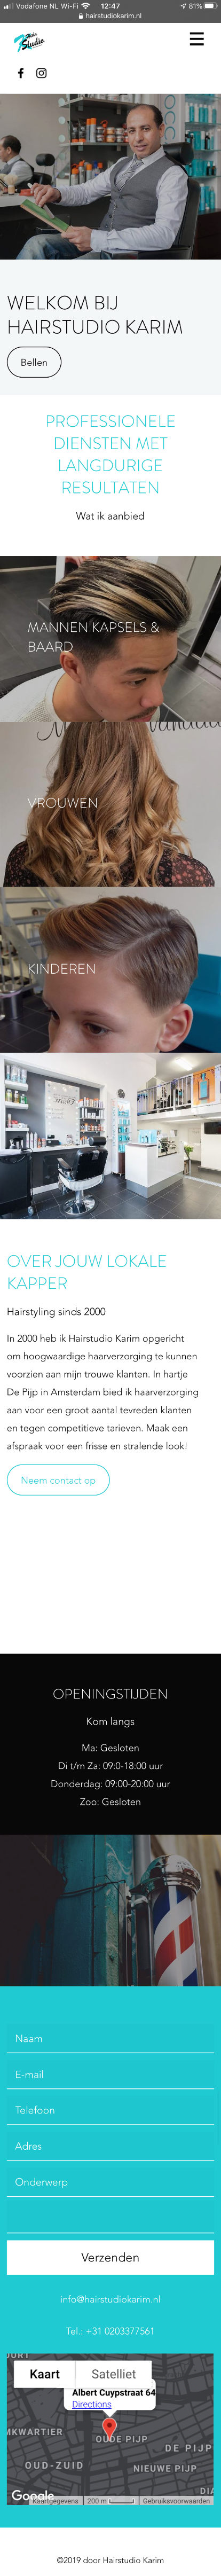 Vodafone NL Wi-Fi 12:47 81%
hairstudiokarim.nl
Hair
Studio
WELKOM BIJ
HAIRSTUDIO KARIM
Bellen
PROFESSIONELE
DIENSTEN MET
LANGDURIGE
RESULTATEN
Wat ik aanbied
MANNEN KAPSELS &
BAARD
VROUWEN
KINDEREN
OVER JOUW LOKALE
KAPPER
Hairstyling sinds 2000
In 2000 heb ik Hairstudio Karim opgericht
om hoogwaardige haarverzorging te kunnen
voorzien aan mijn trouwe klanten. In hartje
De Pijp in Amsterdam bied ik haarverzorging
aan voor een groot aantal tevreden klanten
en tegen competitieve tarieven. Maak een
afspraak voor een frisse en stralende look!
Neem contact op
OPENINGSTIJDEN
Kom langs
Ma: Gesloten
Di t/m Za: 09:0-18:00 uur
Donderdag: 09:00-20:00 uur
Zoo: Gesloten
Naam
E-mail
Telefoon
Adres
Onderwerp
Verzenden
info@hairstudiokarim.nl
Tel.: +31 0203377561
Kaart Satelliet
Albert Cuypstraat 64
Directions
MKWARTIER
OUDE PIJP
DE PIJP
OUD-ZUID
NIEUWE PIJP
DIA
Google
Kaartgegevens 200 m Gebruiksvoorwaarden
©2019 door Hairstudio Karim